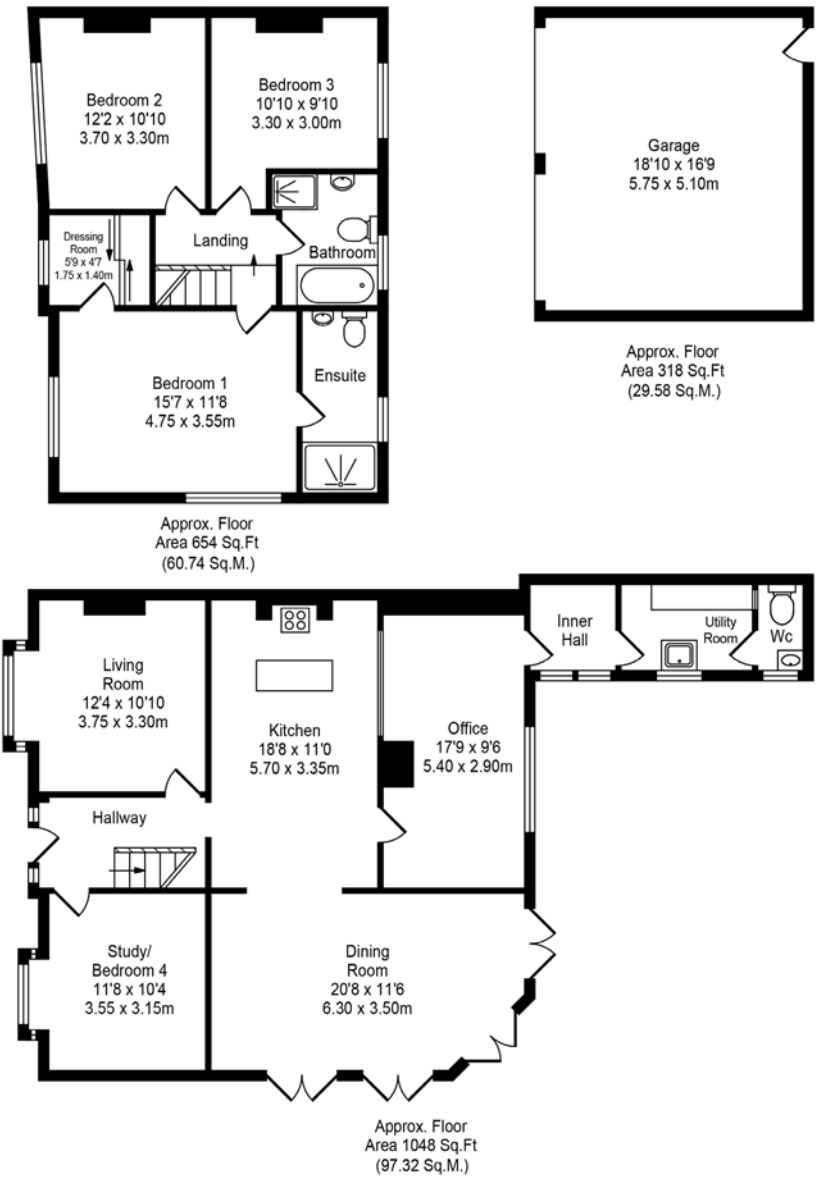 Bedroom 2
12'2 x 10'10
3.70 x 3.30m
Bedroom 3
10'10 x 9'10
3.30 x 3.00m
Garage
18'10 x 16'9
5.75 x 5.10m
Dressing
Room
5'9 x 4'7
1.75 x 1.40m
Landing
Bathroom
Bedroom 1
15'7 x 11'8
4.75 x 3.55m
Ensuite
Approx. Floor
Area 318 Sq.Ft
(29.58 Sq.M.)
Approx. Floor
Area 654 Sq.Ft
(60.74 Sq.M.)
Living
Room
12'4 x 10'10
3.75 x 3.30m
Kitchen
18'8 x 11'0
5.70 x 3.35m
Office
17'9 x 9'6
5.40 x 2.90m
Inner
Hall
Utility
Room
Wc
Hallway
Study/
Bedroom 4
11'8 x 10'4
3.55 x 3.15m
Dining
Room
20'8 x 11'6
6.30 x 3.50m
Approx. Floor
Area 1048 Sq.Ft
(97.32 Sq.M.)